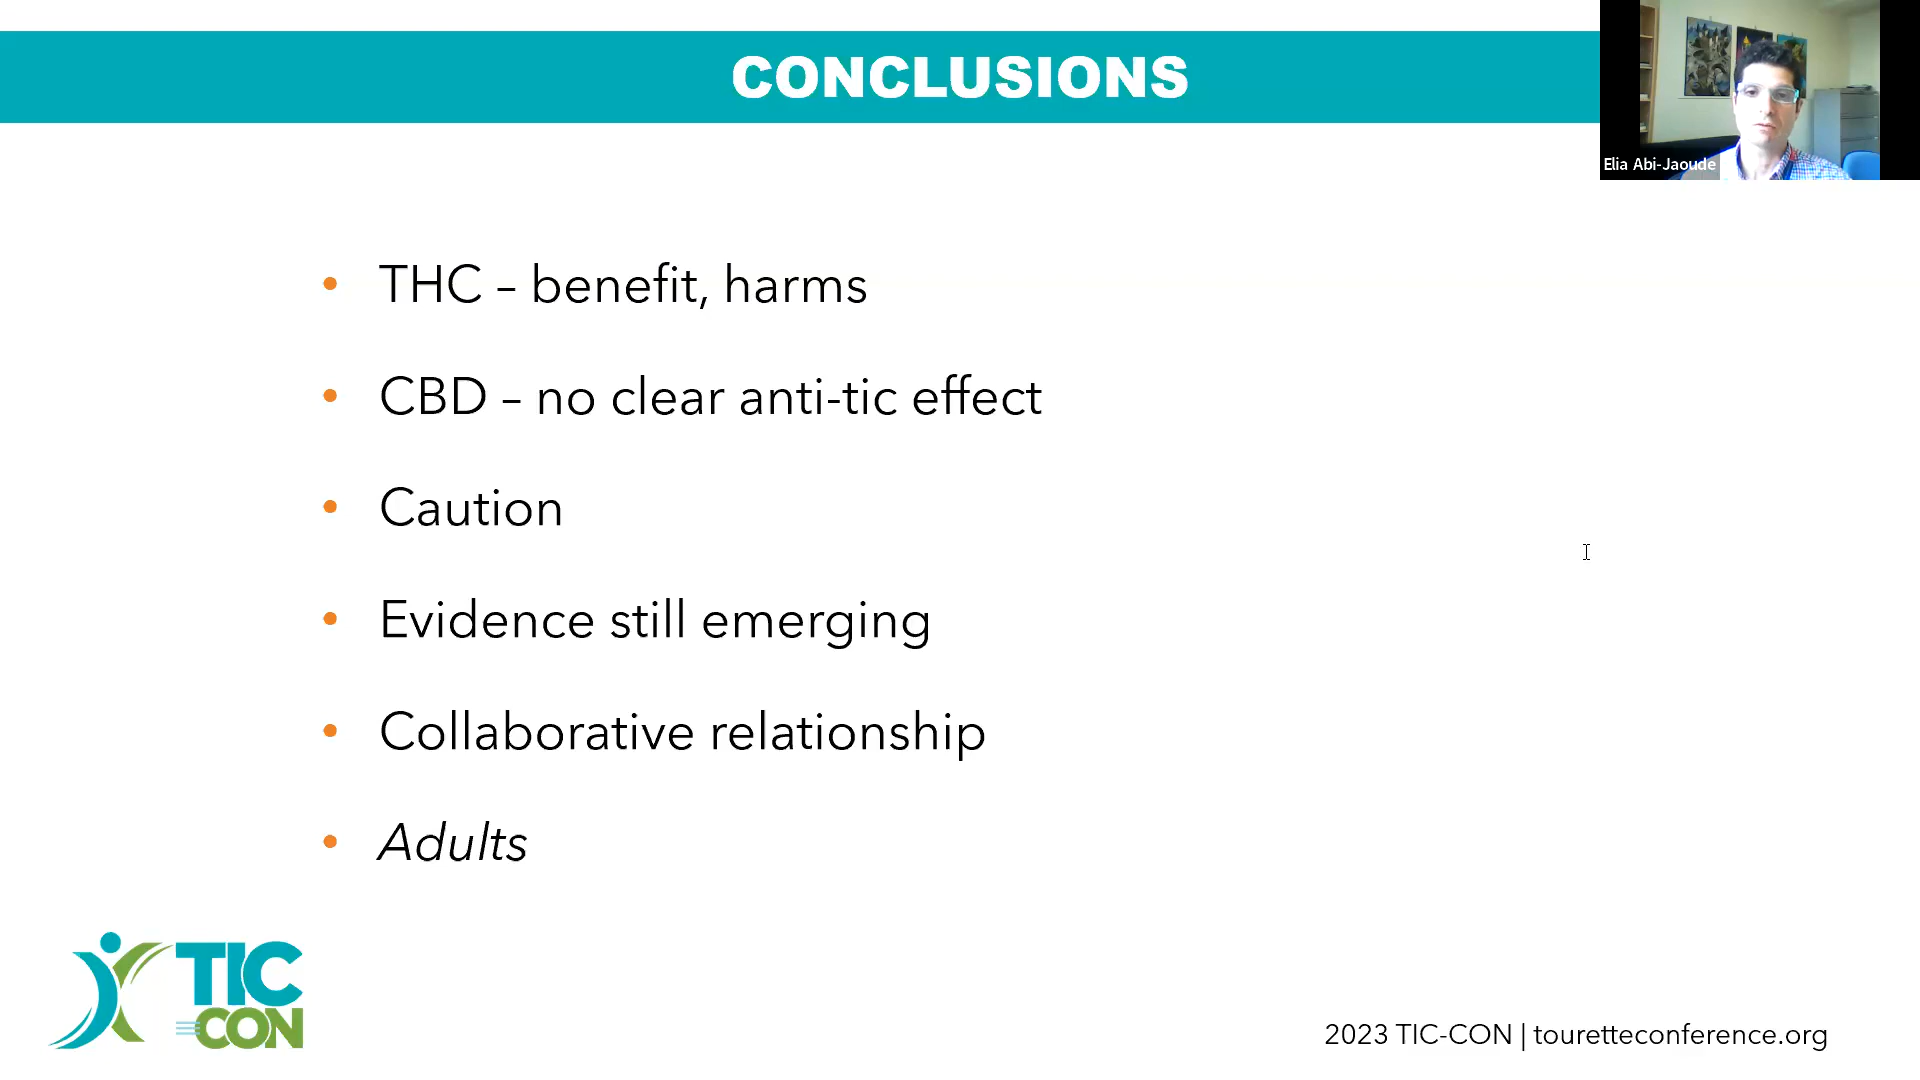 CONCLUSIONS
Elia Abi-Jaoude
• THC – benefit, harms
• CBD – no clear anti-tic effect
• Caution
• Evidence still emerging
• Collaborative relationship
• Adults
TIC
CON
2023 TIC-CON | touretteconference.org